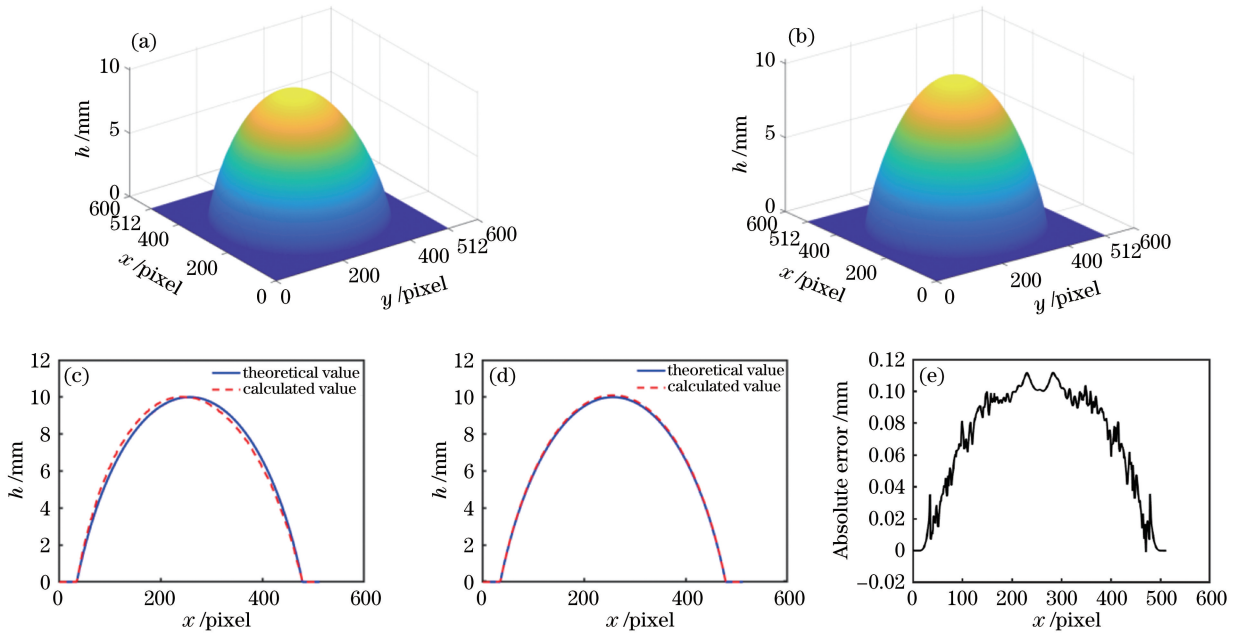 (a)
10
5
0
h /mm
600
512
400
200
0
x /pixel
0
200
400
512
600
y /pixel
(b)
10
5
0
h /mm
600
512
400
200
0
x /pixel
0
200
400
512
600
y /pixel
(c)
theoretical value
calculated value
12
10
8
6
4
2
0
h /mm
0 200 400 600
x /pixel
(d)
theoretical value
calculated value
12
10
8
6
4
2
0
h /mm
0 200 400 600
x /pixel
(e)
0.12
0.10
0.08
0.06
0.04
0.02
0
−0.02
Absolute error /mm
0 100 200 300 400 500 600
x /pixel